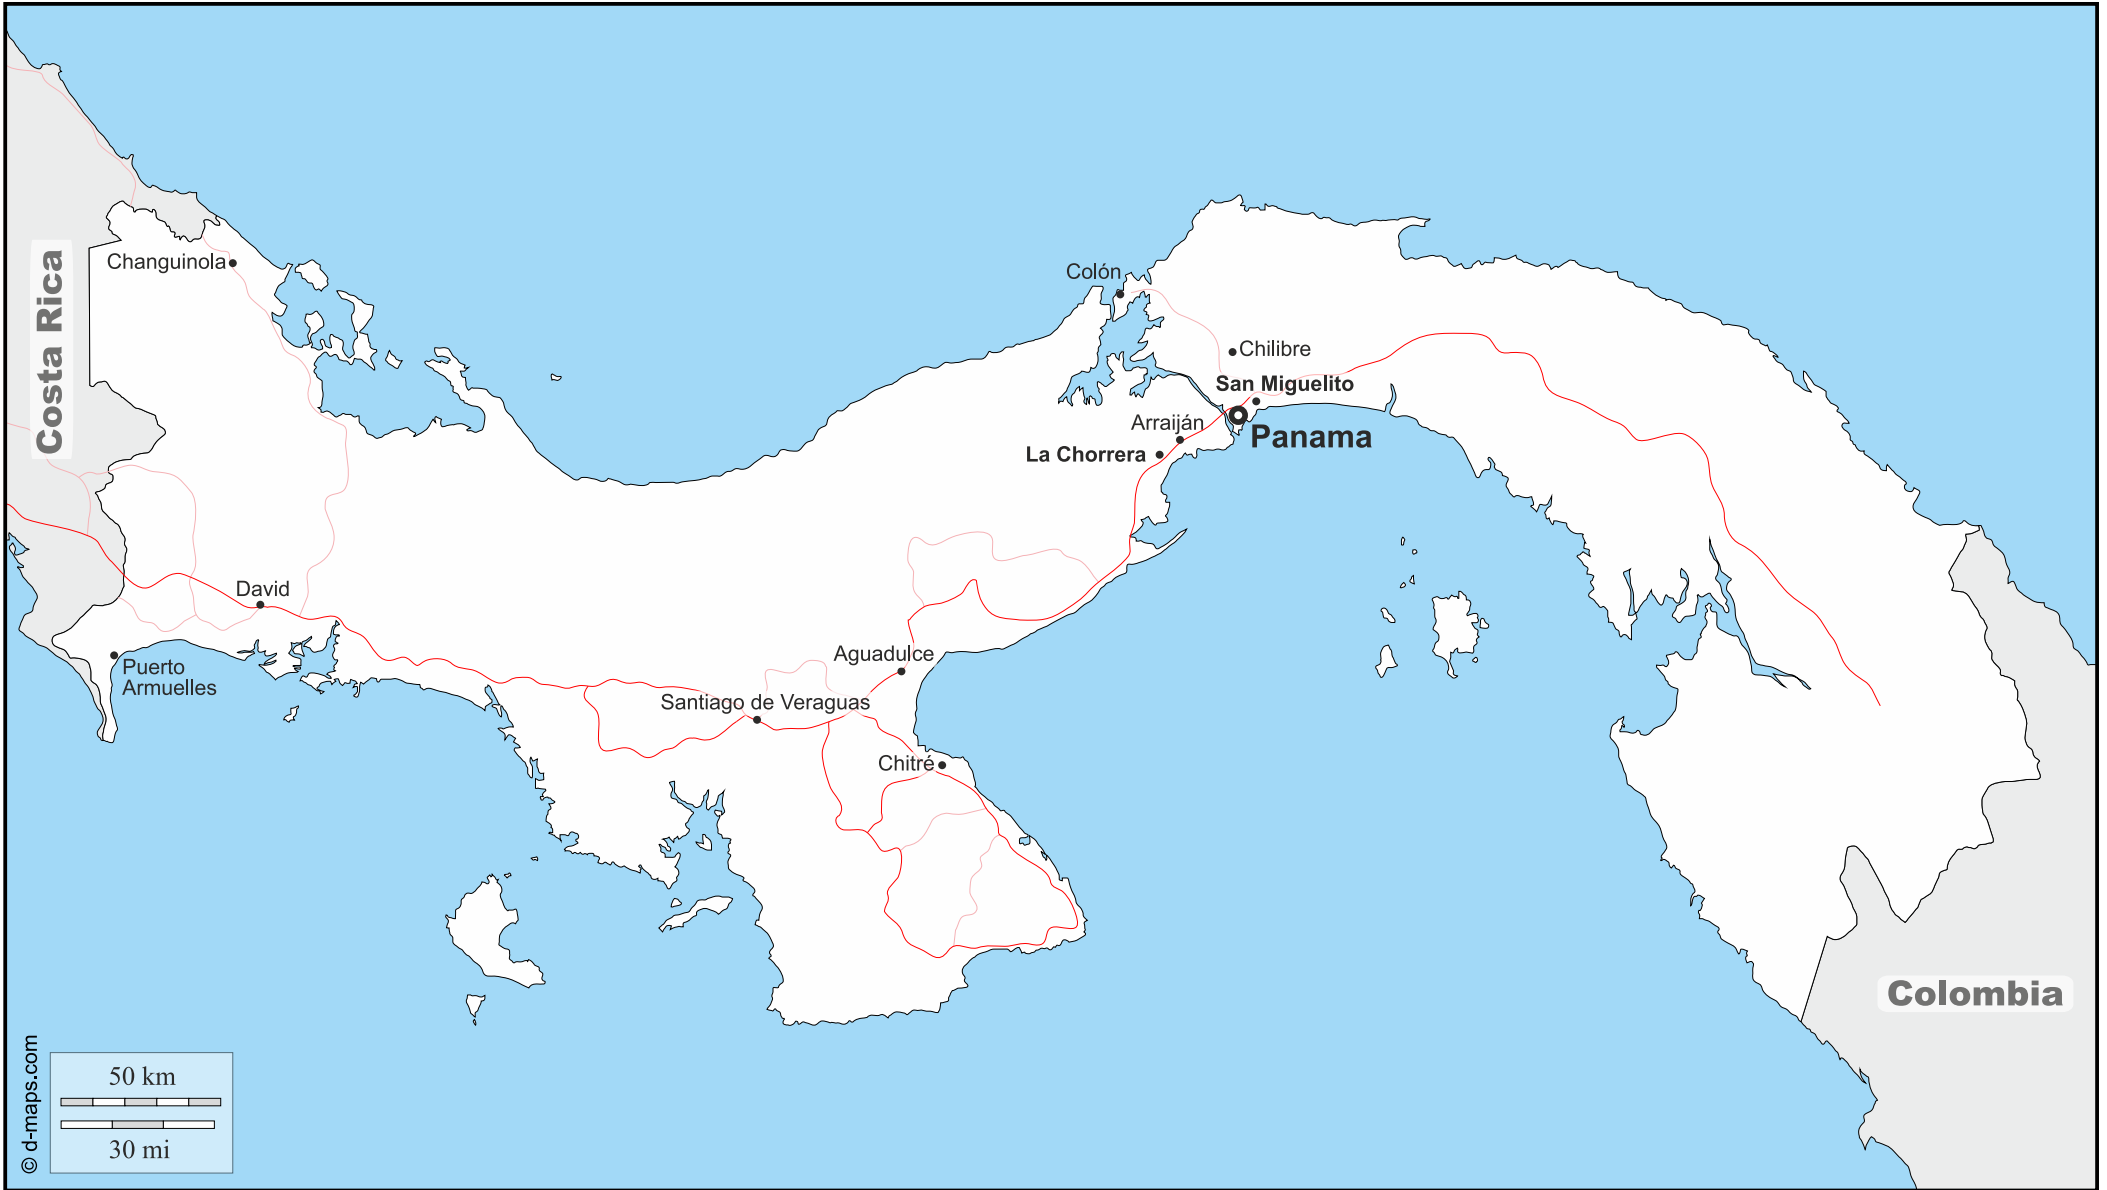 Costa Rica
Changuinola
Colón
Chilibre
San Miguelito
Arraiján
Panama
La Chorrera
David
Puerto
Armuelles
Aguadulce
Santiago de Veraguas
Chitré
Colombia
© d-maps.com
50 km
30 mi